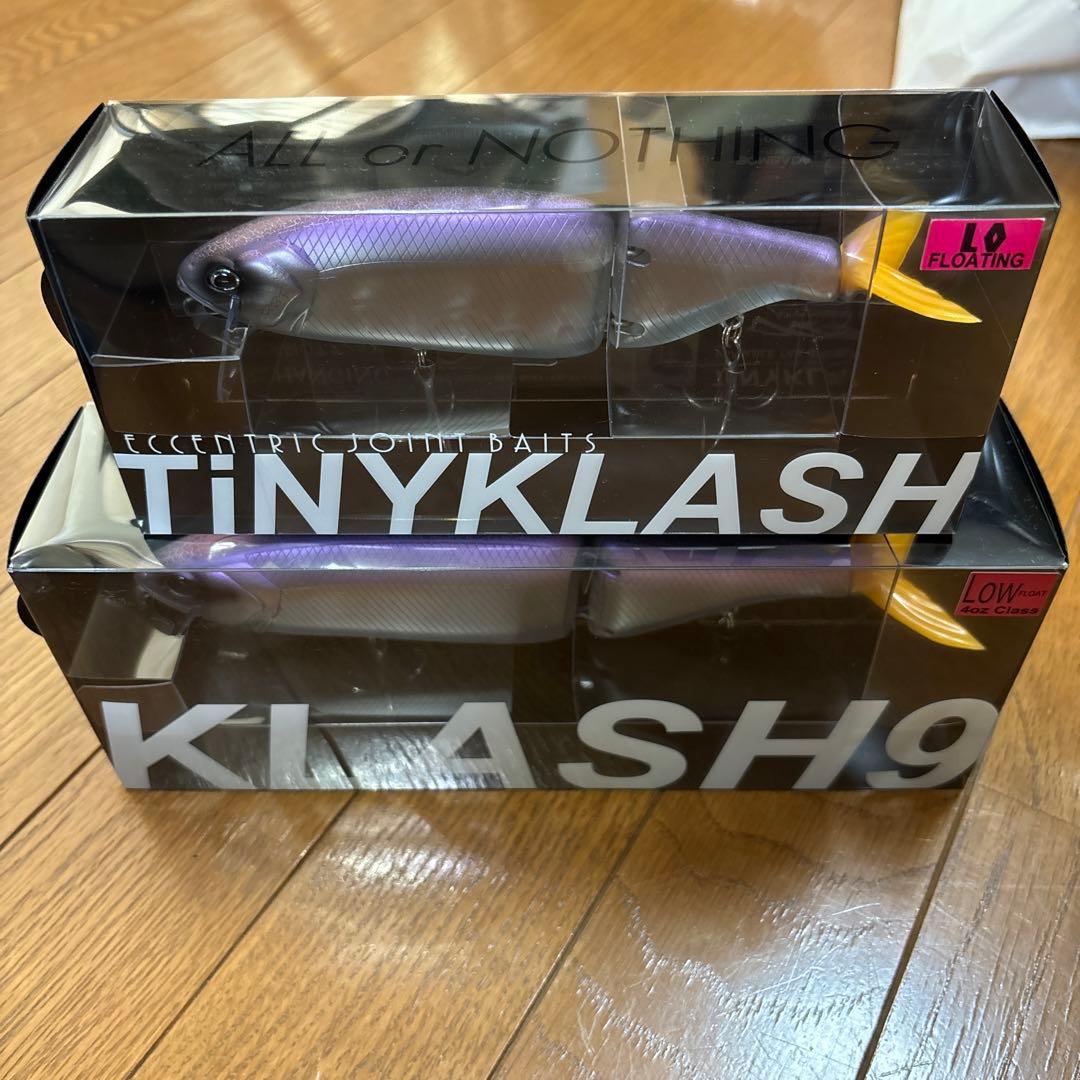 ALL or NOTHING
LO
FLOATING
ECCENTRIC JOINT BAITS
TiNYKLASH
LOW FLOAT
4oz Class
KLASH9